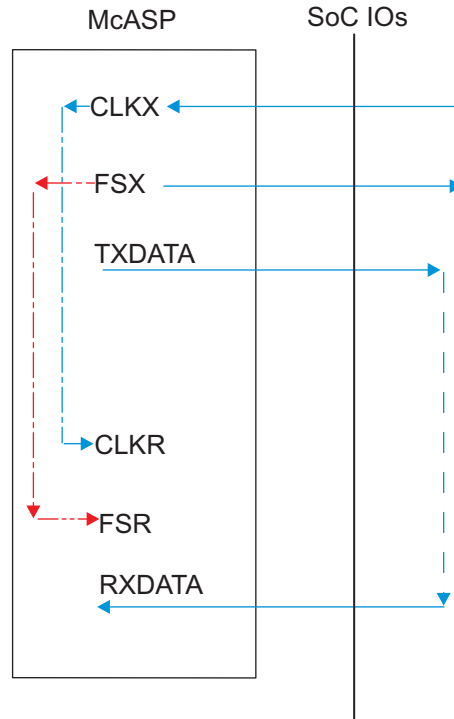 McASP
SoC IOs
CLKX
FSX
TXDATA
CLKR
FSR
RXDATA